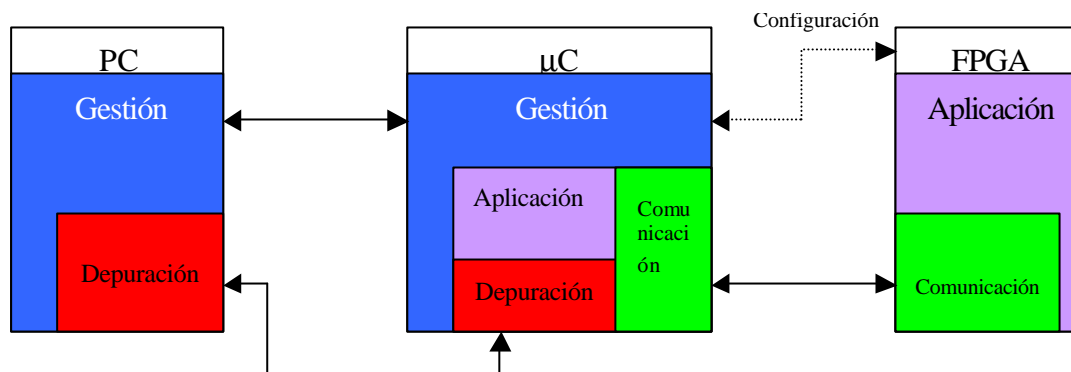 Configuración
PC
μC
FPGA
Gestión
Gestión
Aplicación
Aplicación
Comu
nicaci
ón
Depuración
Depuración
Comunicación